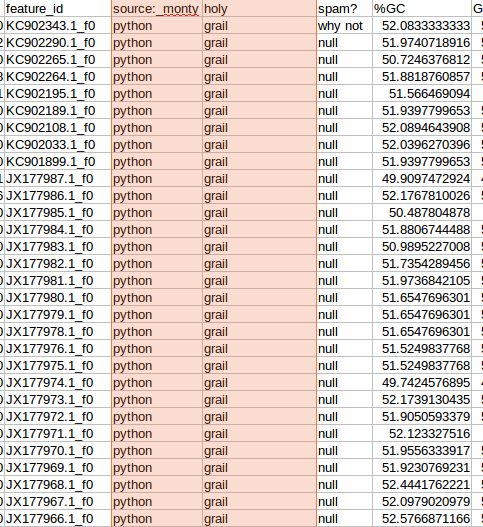 feature_id source:_monty holy spam? %GC G
KC902343.1_f0 python grail why not 52.0833333333
KC902290.1_f0 python grail null 51.9740718916
KC902265.1_f0 python grail null 50.7246376812
KC902264.1_f0 python grail null 51.8818760857
KC902195.1_f0 python grail null 51.566469094
KC902189.1_f0 python grail null 51.9397799653
KC902108.1_f0 python grail null 52.0894643908
KC902033.1_f0 python grail null 52.0396270396
KC901899.1_f0 python grail null 51.9397799653
JX177987.1_f0 python grail null 49.9097472924
JX177986.1_f0 python grail null 52.1767810026
JX177985.1_f0 python grail null 50.487804878
JX177984.1_f0 python grail null 51.8806744488
JX177983.1_f0 python grail null 50.9895227008
JX177982.1_f0 python grail null 51.7354289456
JX177981.1_f0 python grail null 51.9736842105
JX177980.1_f0 python grail null 51.6547696301
JX177979.1_f0 python grail null 51.6547696301
JX177978.1_f0 python grail null 51.6547696301
JX177976.1_f0 python grail null 51.5249837768
JX177975.1_f0 python grail null 51.5249837768
JX177974.1_f0 python grail null 49.7424576895
JX177973.1_f0 python grail null 52.1739130435
JX177972.1_f0 python grail null 51.9050593379
JX177971.1_f0 python grail null 52.123327516
JX177970.1_f0 python grail null 51.9556333917
JX177969.1_f0 python grail null 51.9230769231
JX177968.1_f0 python grail null 52.4441762221
JX177967.1_f0 python grail null 52.0979020979
JX177966.1_f0 python grail null 52.5766871166